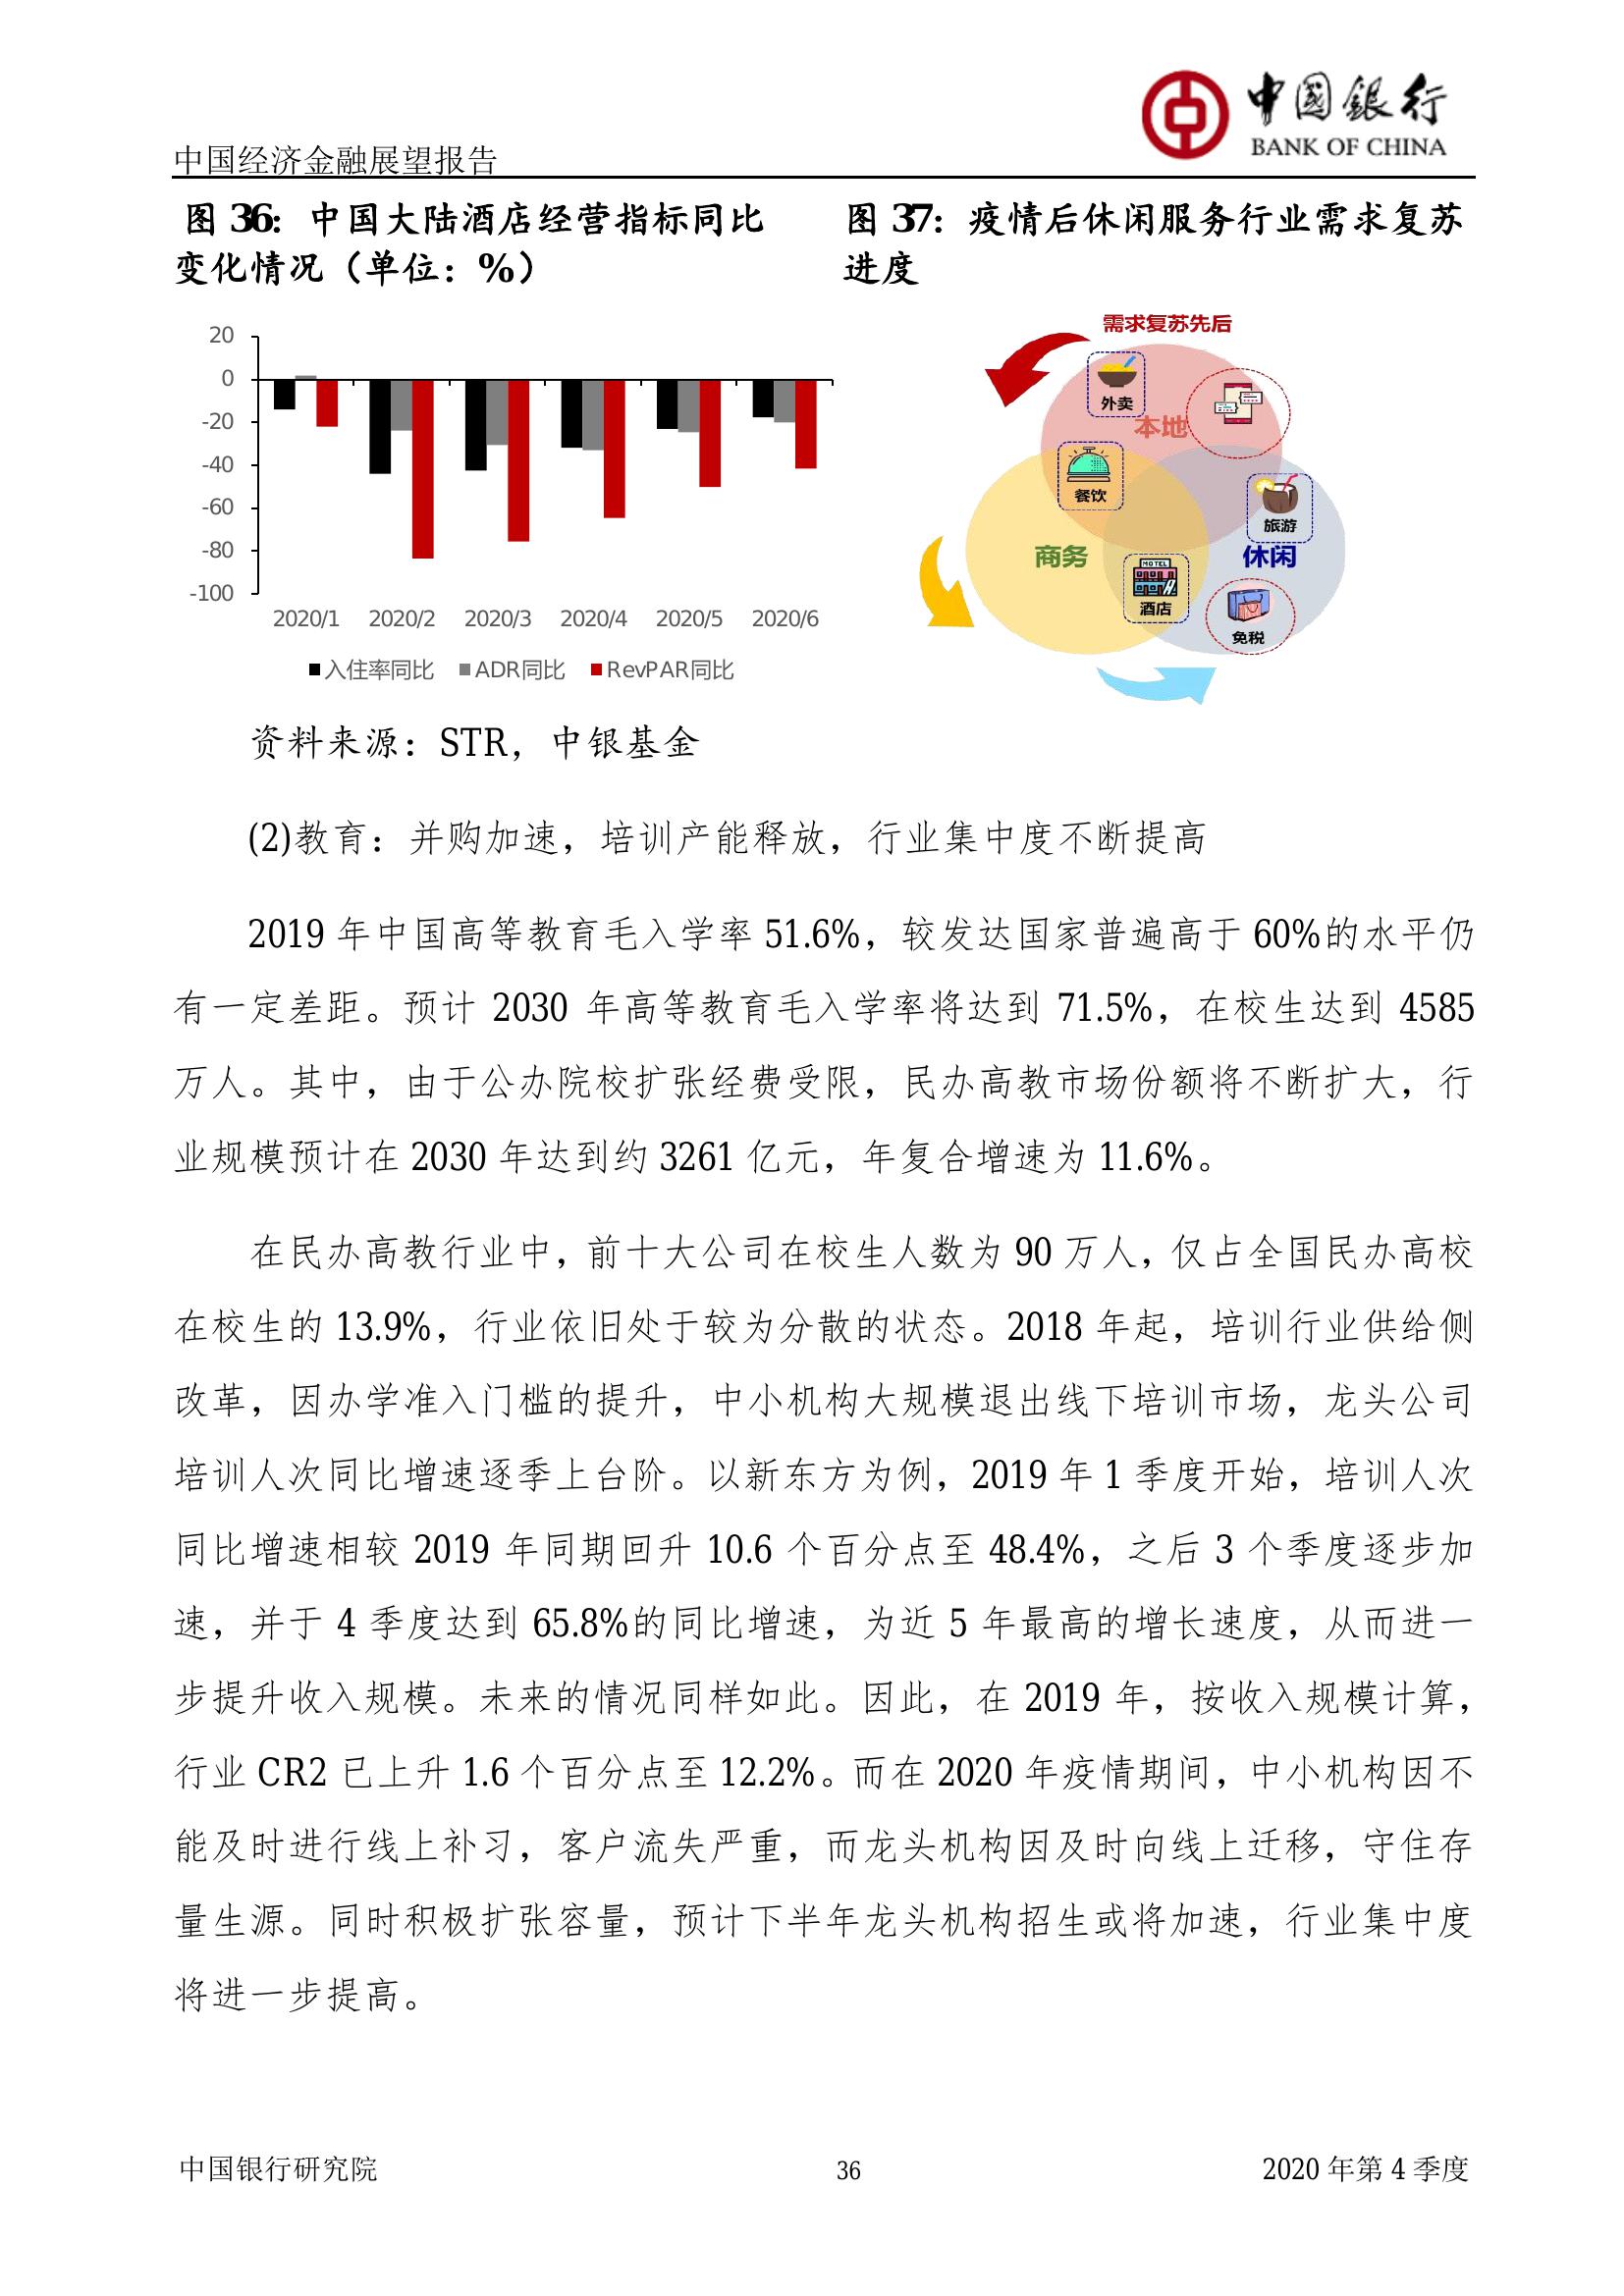 中國銀行
BANK OF CHINA
中国经济金融展望报告
图 36：中国大陆酒店经营指标同比
变化情况（单位：%）
图 37：疫情后休闲服务行业需求复苏
进度
20
0
-20
-40
-60
-80
-100
2020/1 2020/2 2020/3 2020/4 2020/5 2020/6
入住率同比 ADR同比 RevPAR同比
需求复苏先后
外卖
本地
餐饮
旅游
商务
休闲
MOTEL
酒店
免税
资料来源：STR，中银基金
(2)教育：并购加速，培训产能释放，行业集中度不断提高
2019 年中国高等教育毛入学率 51.6%，较发达国家普遍高于 60%的水平仍
有一定差距。预计 2030 年高等教育毛入学率将达到 71.5%，在校生达到 4585
万人。其中，由于公办院校扩张经费受限，民办高教市场份额将不断扩大，行
业规模预计在 2030 年达到约 3261 亿元，年复合增速为 11.6%。
在民办高教行业中，前十大公司在校生人数为 90 万人，仅占全国民办高校
在校生的 13.9%，行业依旧处于较为分散的状态。2018 年起，培训行业供给侧
改革，因办学准入门槛的提升，中小机构大规模退出线下培训市场，龙头公司
培训人次同比增速逐季上台阶。以新东方为例，2019 年 1 季度开始，培训人次
同比增速相较 2019 年同期回升 10.6 个百分点至 48.4%，之后 3 个季度逐步加
速，并于 4 季度达到 65.8%的同比增速，为近 5 年最高的增长速度，从而进一
步提升收入规模。未来的情况同样如此。因此，在 2019 年，按收入规模计算，
行业 CR2 已上升 1.6 个百分点至 12.2%。而在 2020 年疫情期间，中小机构因不
能及时进行线上补习，客户流失严重，而龙头机构因及时向线上迁移，守住存
量生源。同时积极扩张容量，预计下半年龙头机构招生或将加速，行业集中度
将进一步提高。
中国银行研究院 36 2020 年第 4 季度